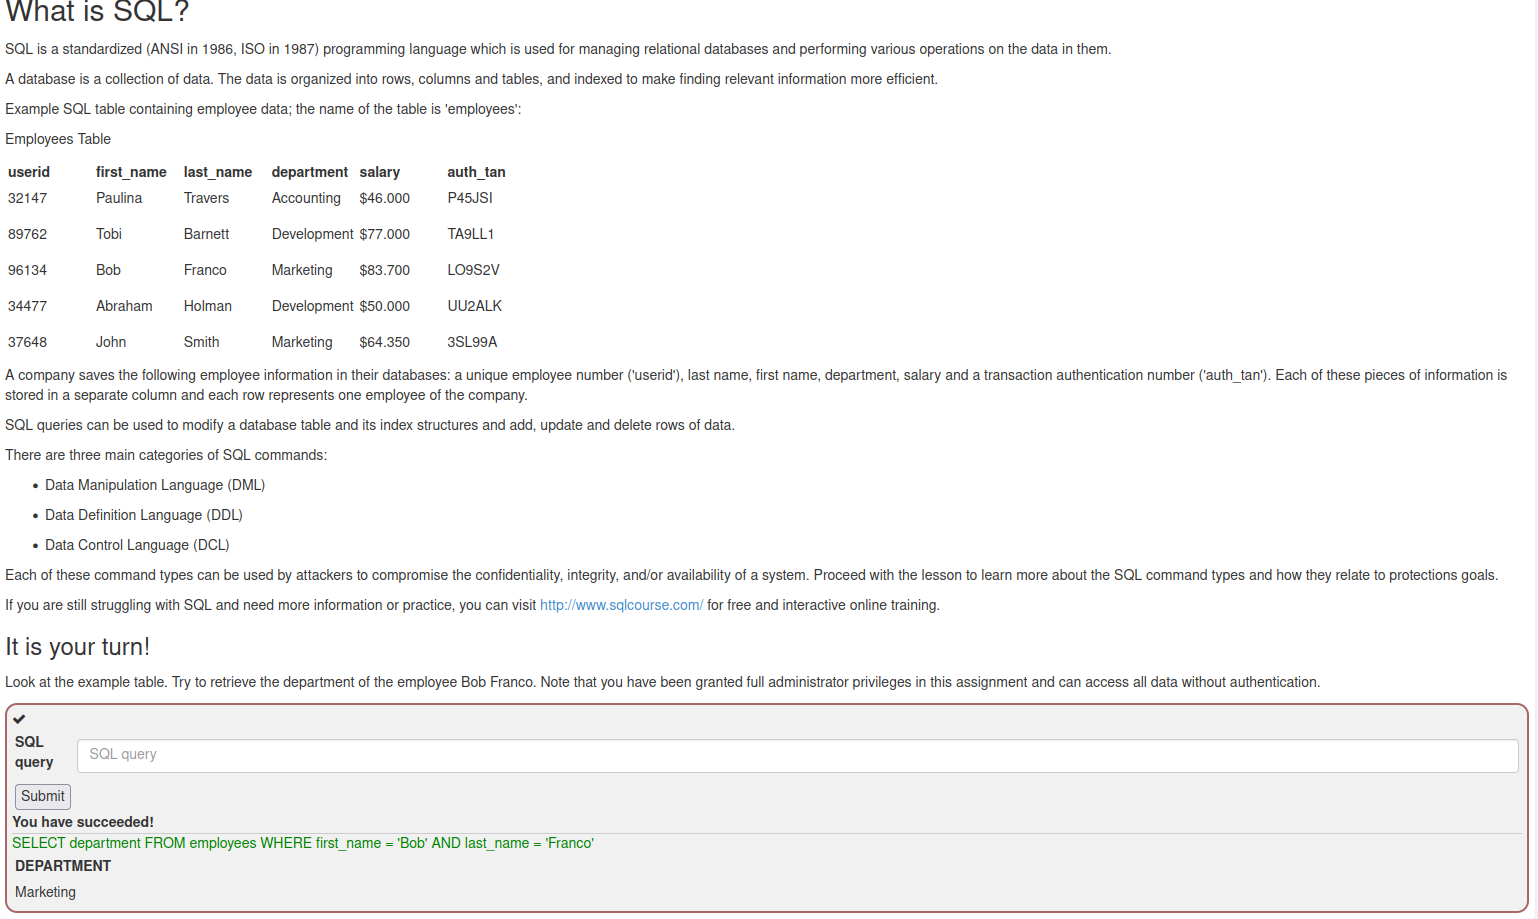 What is SQL?
SQL is a standardized (ANSI in 1986, ISO in 1987) programming language which is used for managing relational databases and performing various operations on the data in them.
A database is a collection of data. The data is organized into rows, columns and tables, and indexed to make finding relevant information more efficient.
Example SQL table containing employee data; the name of the table is 'employees':
Employees Table
userid first_name last_name department salary auth_tan
32147 Paulina Travers Accounting $46.000 P45JSI
89762 Tobi Barnett Development $77.000 TA9LL1
96134 Bob Franco Marketing $83.700 LO9S2V
34477 Abraham Holman Development $50.000 UU2ALK
37648 John Smith Marketing $64.350 3SL99A
A company saves the following employee information in their databases: a unique employee number ('userid'), last name, first name, department, salary and a transaction authentication number ('auth_tan'). Each of these pieces of information is
stored in a separate column and each row represents one employee of the company.
SQL queries can be used to modify a database table and its index structures and add, update and delete rows of data.
There are three main categories of SQL commands:
• Data Manipulation Language (DML)
• Data Definition Language (DDL)
• Data Control Language (DCL)
Each of these command types can be used by attackers to compromise the confidentiality, integrity, and/or availability of a system. Proceed with the lesson to learn more about the SQL command types and how they relate to protections goals.
If you are still struggling with SQL and need more information or practice, you can visit http://www.sqlcourse.com/ for free and interactive online training.
It is your turn!
Look at the example table. Try to retrieve the department of the employee Bob Franco. Note that you have been granted full administrator privileges in this assignment and can access all data without authentication.
✔
SQL
query
SQL query
Submit
You have succeeded!
SELECT department FROM employees WHERE first_name = 'Bob' AND last_name = 'Franco'
DEPARTMENT
Marketing